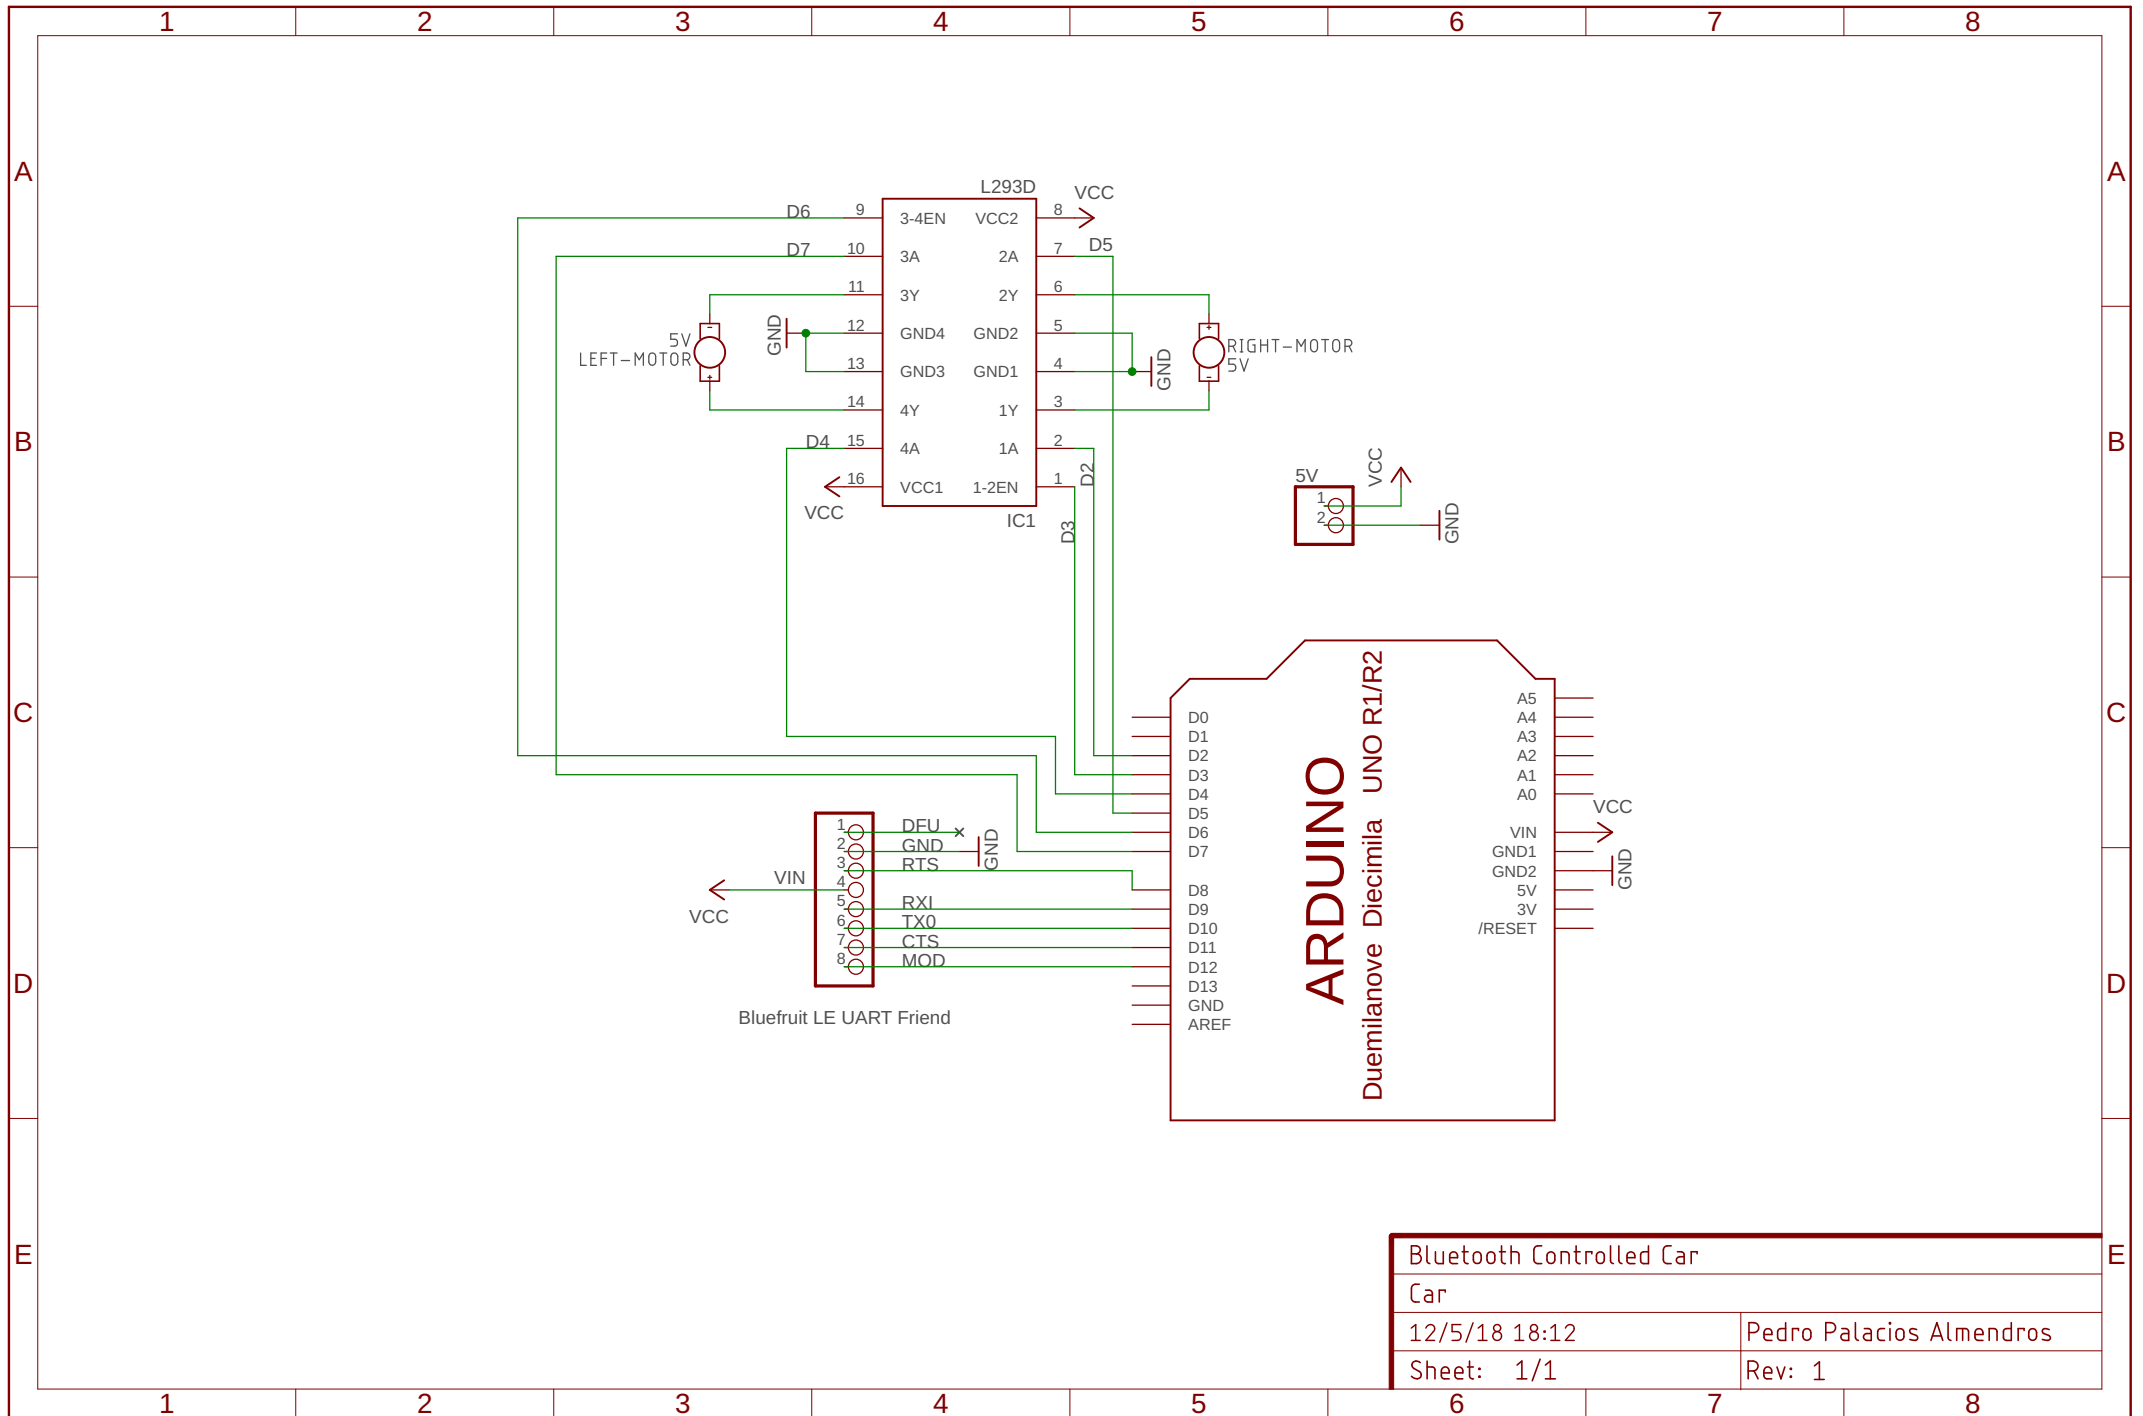 1 2 3 4 5 6 7 8
A A
L293D
VCC
D6 9 3-4EN VCC2 8
D7 10 3A 2A 7 D5
11 3Y 2Y 6
GND 12 GND4 GND2 5
13 GND3 GND1 4 GND
14 4Y 1Y 3
D4 15 4A 1A 2 D2
16 VCC1 1-2EN 1 D3
VCC
IC1
5V
LEFT-MOTOR
- +
RIGHT-MOTOR
5V
+ -
B B
5V
1 VCC
2 GND
C C
ARDUINO
Duemilanove Diecimila UNO R1/R2
D0
D1
D2
D3
D4
D5
D6
D7
D8
D9
D10
D11
D12
D13
GND
AREF
A5
A4
A3
A2
A1
A0
VCC
VIN
GND1
GND2 GND
5V
3V
/RESET
1 DFU
2 GND GND
3 RTS
VIN 4
VCC
5 RXI
6 TX0
7 CTS
8 MOD
Bluefruit LE UART Friend
D D
E E
Bluetooth Controlled Car
Car
12/5/18 18:12 Pedro Palacios Almendros
Sheet: 1/1 Rev: 1
1 2 3 4 5 6 7 8